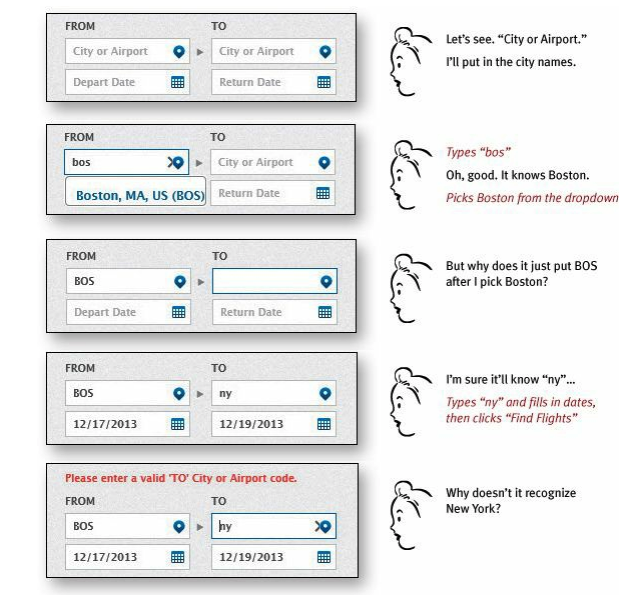 FROM TO
City or Airport City or Airport
Depart Date Return Date
Let's see. “City or Airport.”
I'll put in the city names.
FROM TO
bos City or Airport
Boston, MA, US (BOS) Return Date
Types “bos”
Oh, good. It knows Boston.
Picks Boston from the dropdown
FROM TO
BOS
Depart Date Return Date
But why does it just put BOS
after I pick Boston?
FROM TO
BOS ny
12/17/2013 12/19/2013
I'm sure it'll know “ny”...
Types “ny” and fills in dates,
then clicks “Find Flights”
Please enter a valid 'TO' City or Airport code.
FROM TO
BOS ny
12/17/2013 12/19/2013
Why doesn't it recognize
New York?